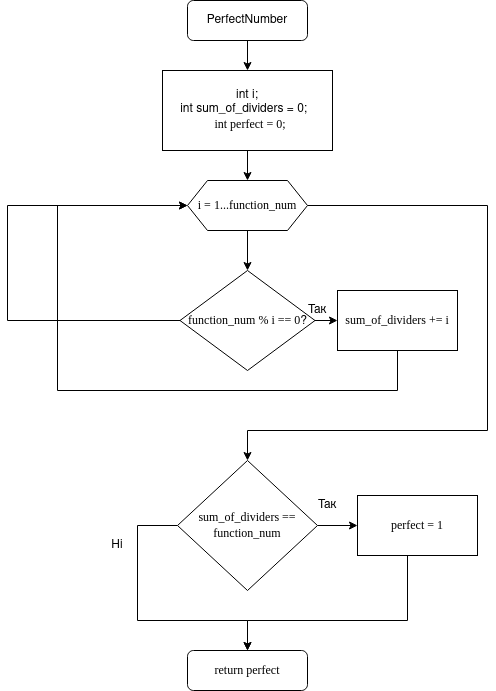 PerfectNumber
int i;
int sum_of_dividers = 0;
int perfect = 0;
i = 1...function_num
function_num % i == 0?
Так
sum_of_dividers += i
sum_of_dividers ==
function_num
Так
perfect = 1
Ні
return perfect